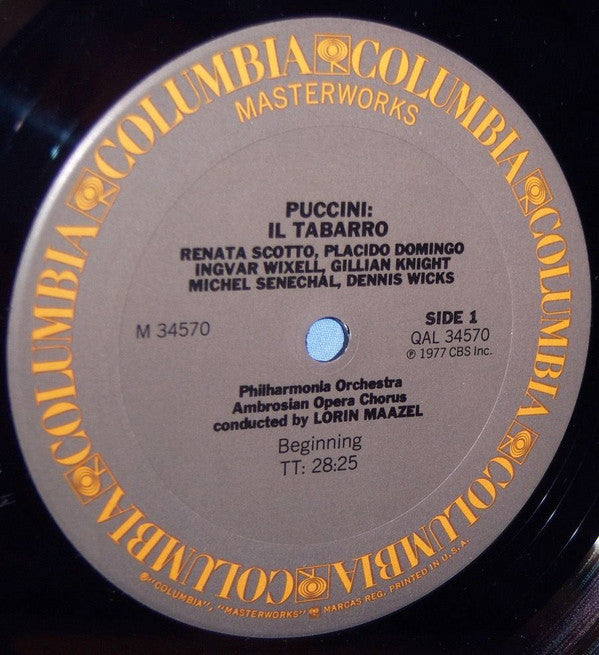 COLUMBIA COLUMBIA COLUMBIA COLUMBIA COLUMBIA COLUMBIA COLUMBIA
MASTERWORKS
PUCCINI:
IL TABARRO
RENATA SCOTTO, PLACIDO DOMINGO
INGVAR WIXELL, GILLIAN KNIGHT
MICHEL SENECHAL, DENNIS WICKS
M 34570
SIDE 1
QAL 34570
℗ 1977 CBS Inc.
Philharmonia Orchestra
Ambrosian Opera Chorus
conducted by LORIN MAAZEL
Beginning
TT: 28:25
®"COLUMBIA", "MASTERWORKS" MARCAS REG. PRINTED IN U.S.A.